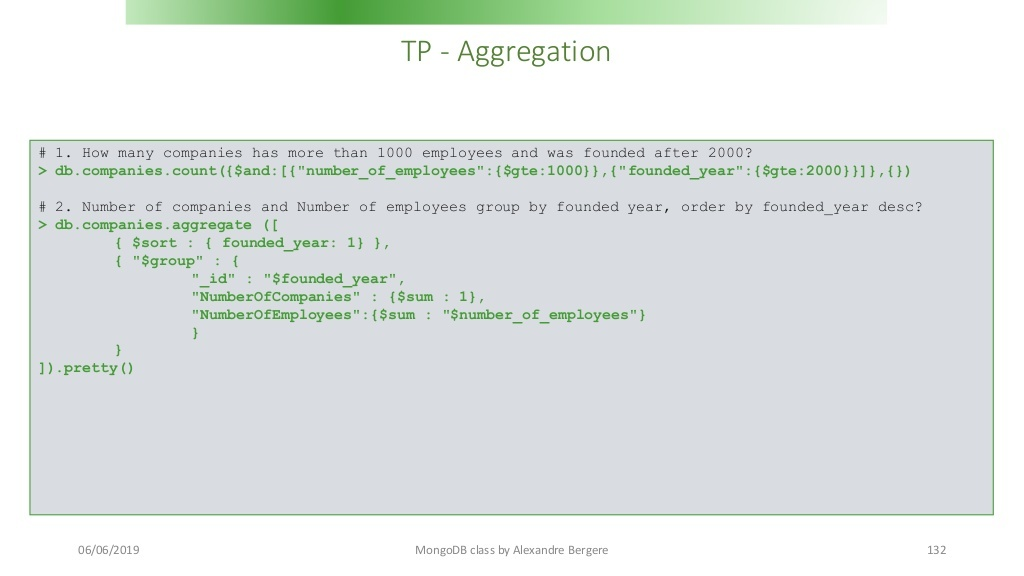 TP - Aggregation
# 1. How many companies has more than 1000 employees and was founded after 2000?
> db.companies.count({$and:[{"number_of_employees":{$gte:1000}},{"founded_year":{$gte:2000}}]},{})
# 2. Number of companies and Number of employees group by founded year, order by founded_year desc?
> db.companies.aggregate ([
{ $sort : { founded_year: 1} },
{ "$group" : {
"_id" : "$founded_year",
"NumberOfCompanies" : {$sum : 1},
"NumberOfEmployees":{$sum : "$number_of_employees"}
}
}
]).pretty()
06/06/2019 MongoDB class by Alexandre Bergere 132